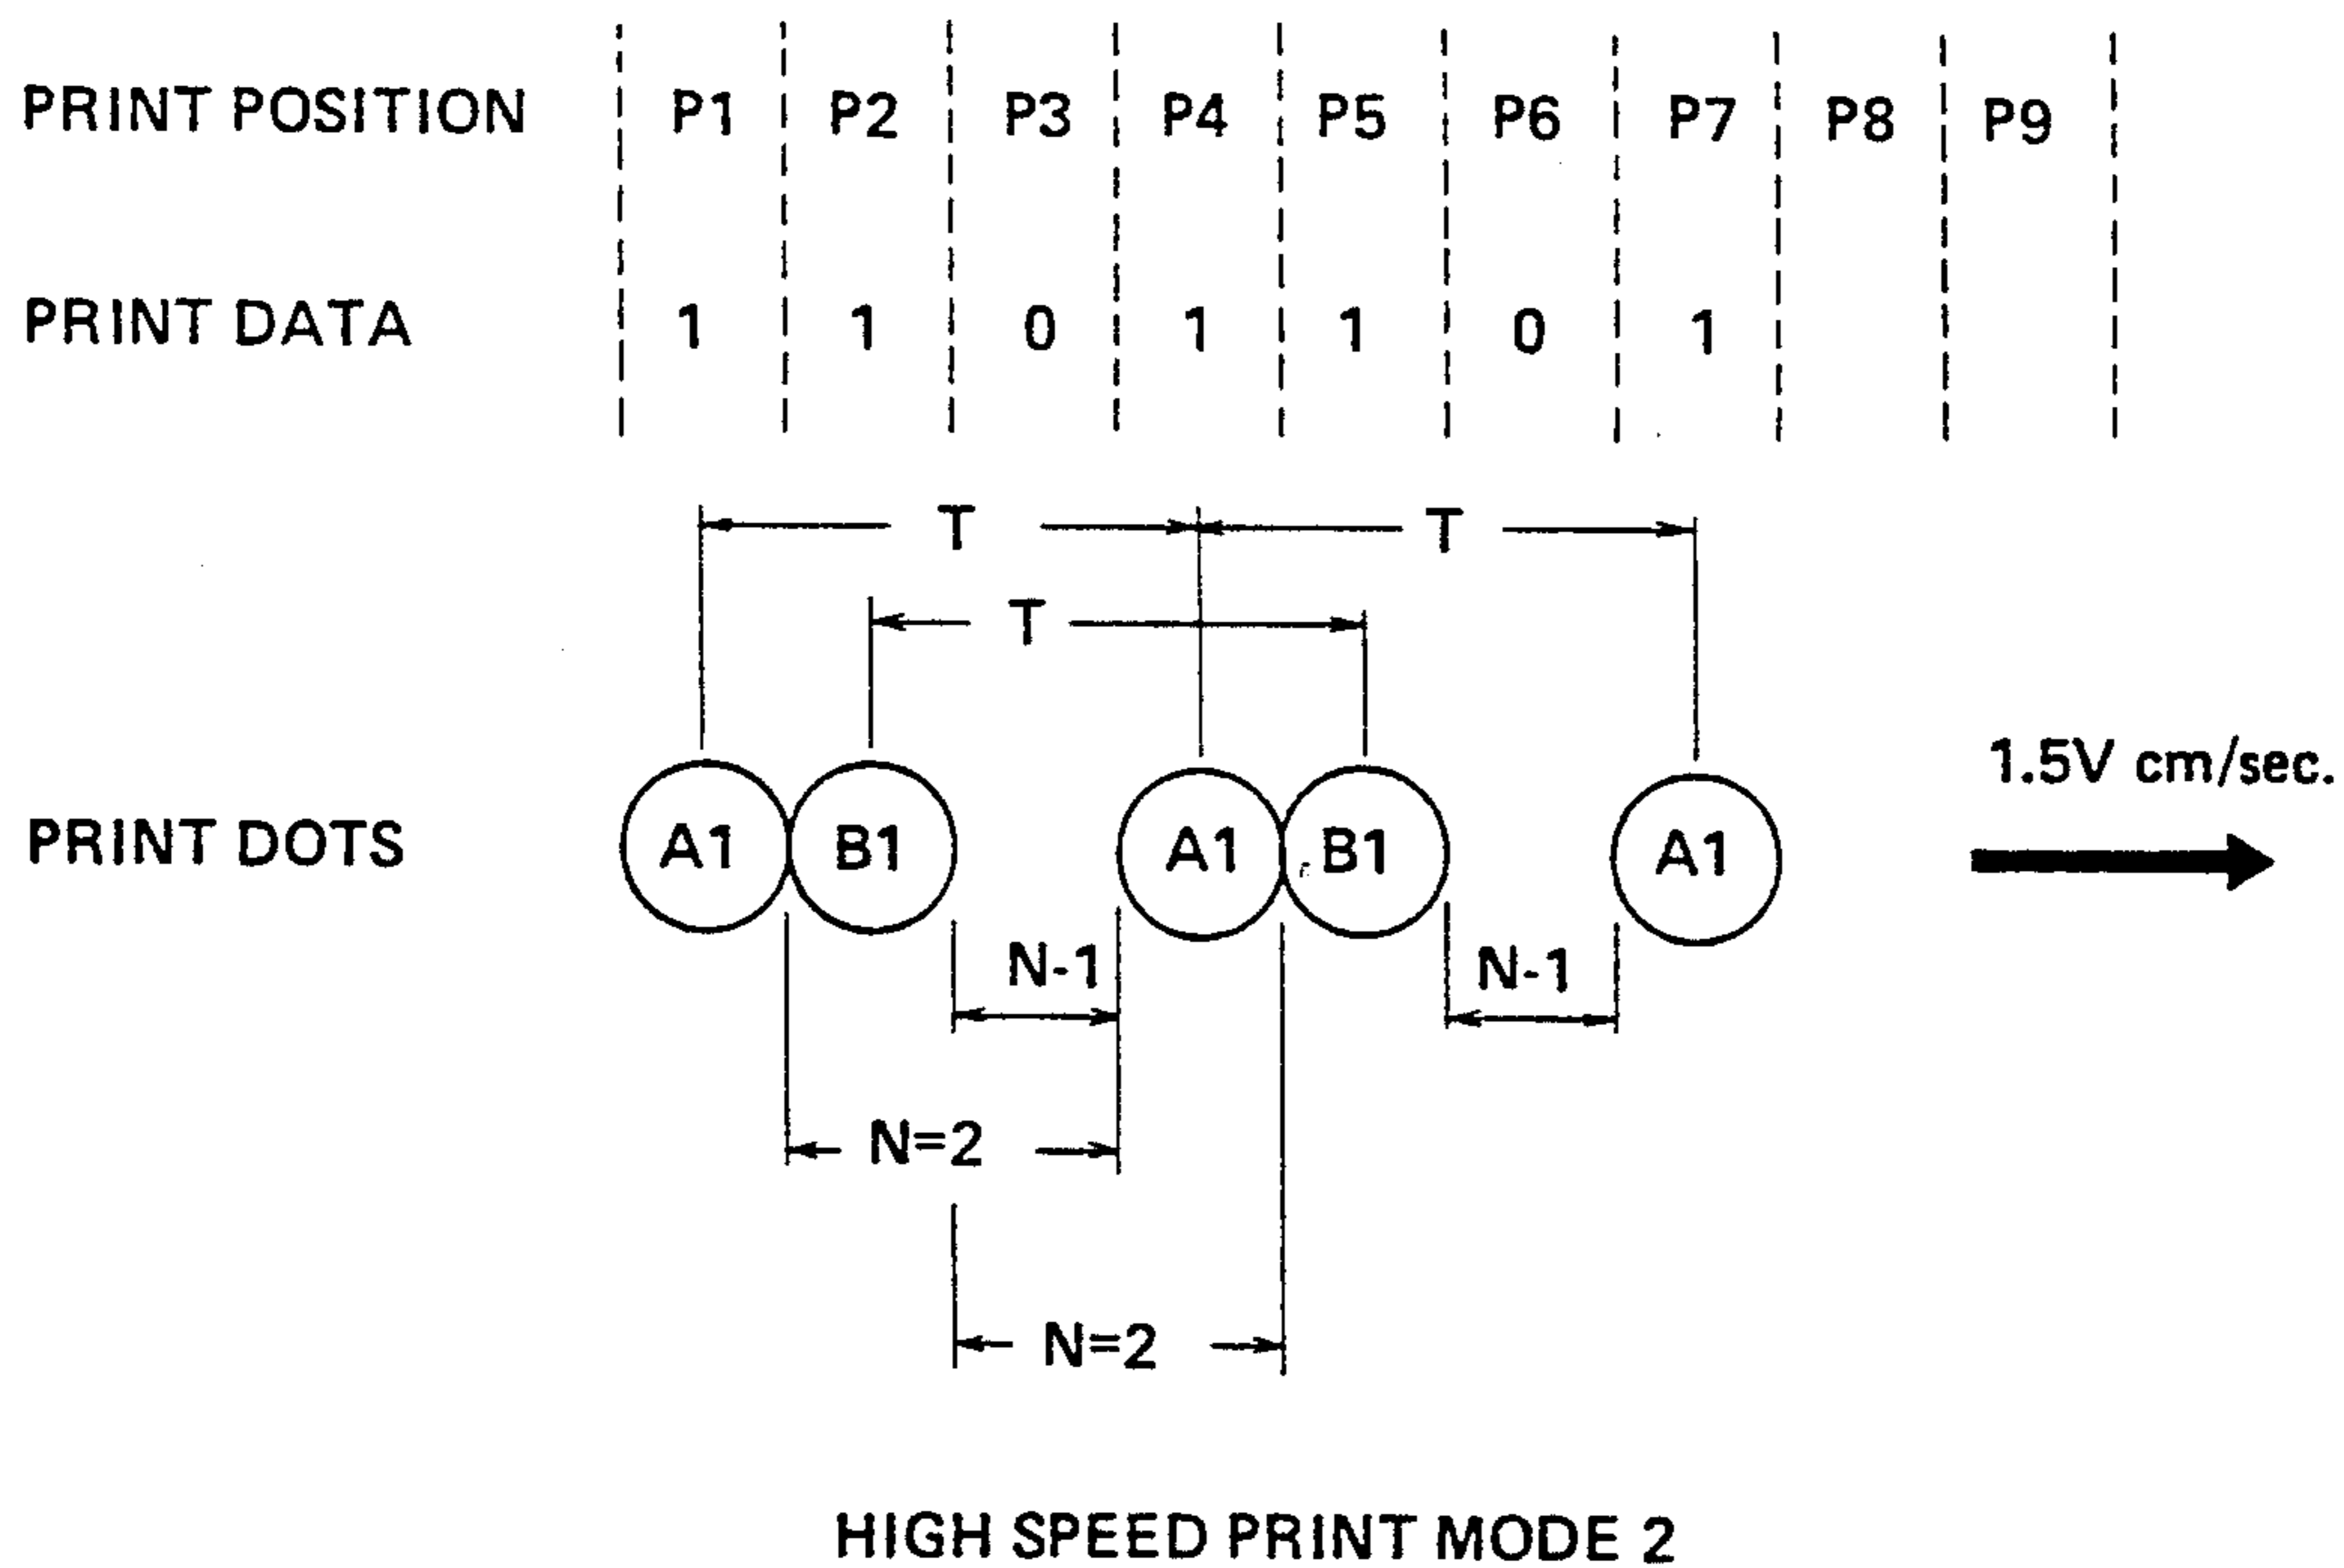 PRINT POSITION P1 P2 P3 P4 P5 P6 P7 P8 P9
PRINT DATA 1 1 0 1 1 0 1
T T
T
1.5V cm/sec.
PRINT DOTS A1 B1 A1 B1 A1
N-1 N-1
N=2
N=2
HIGH SPEED PRINT MODE 2